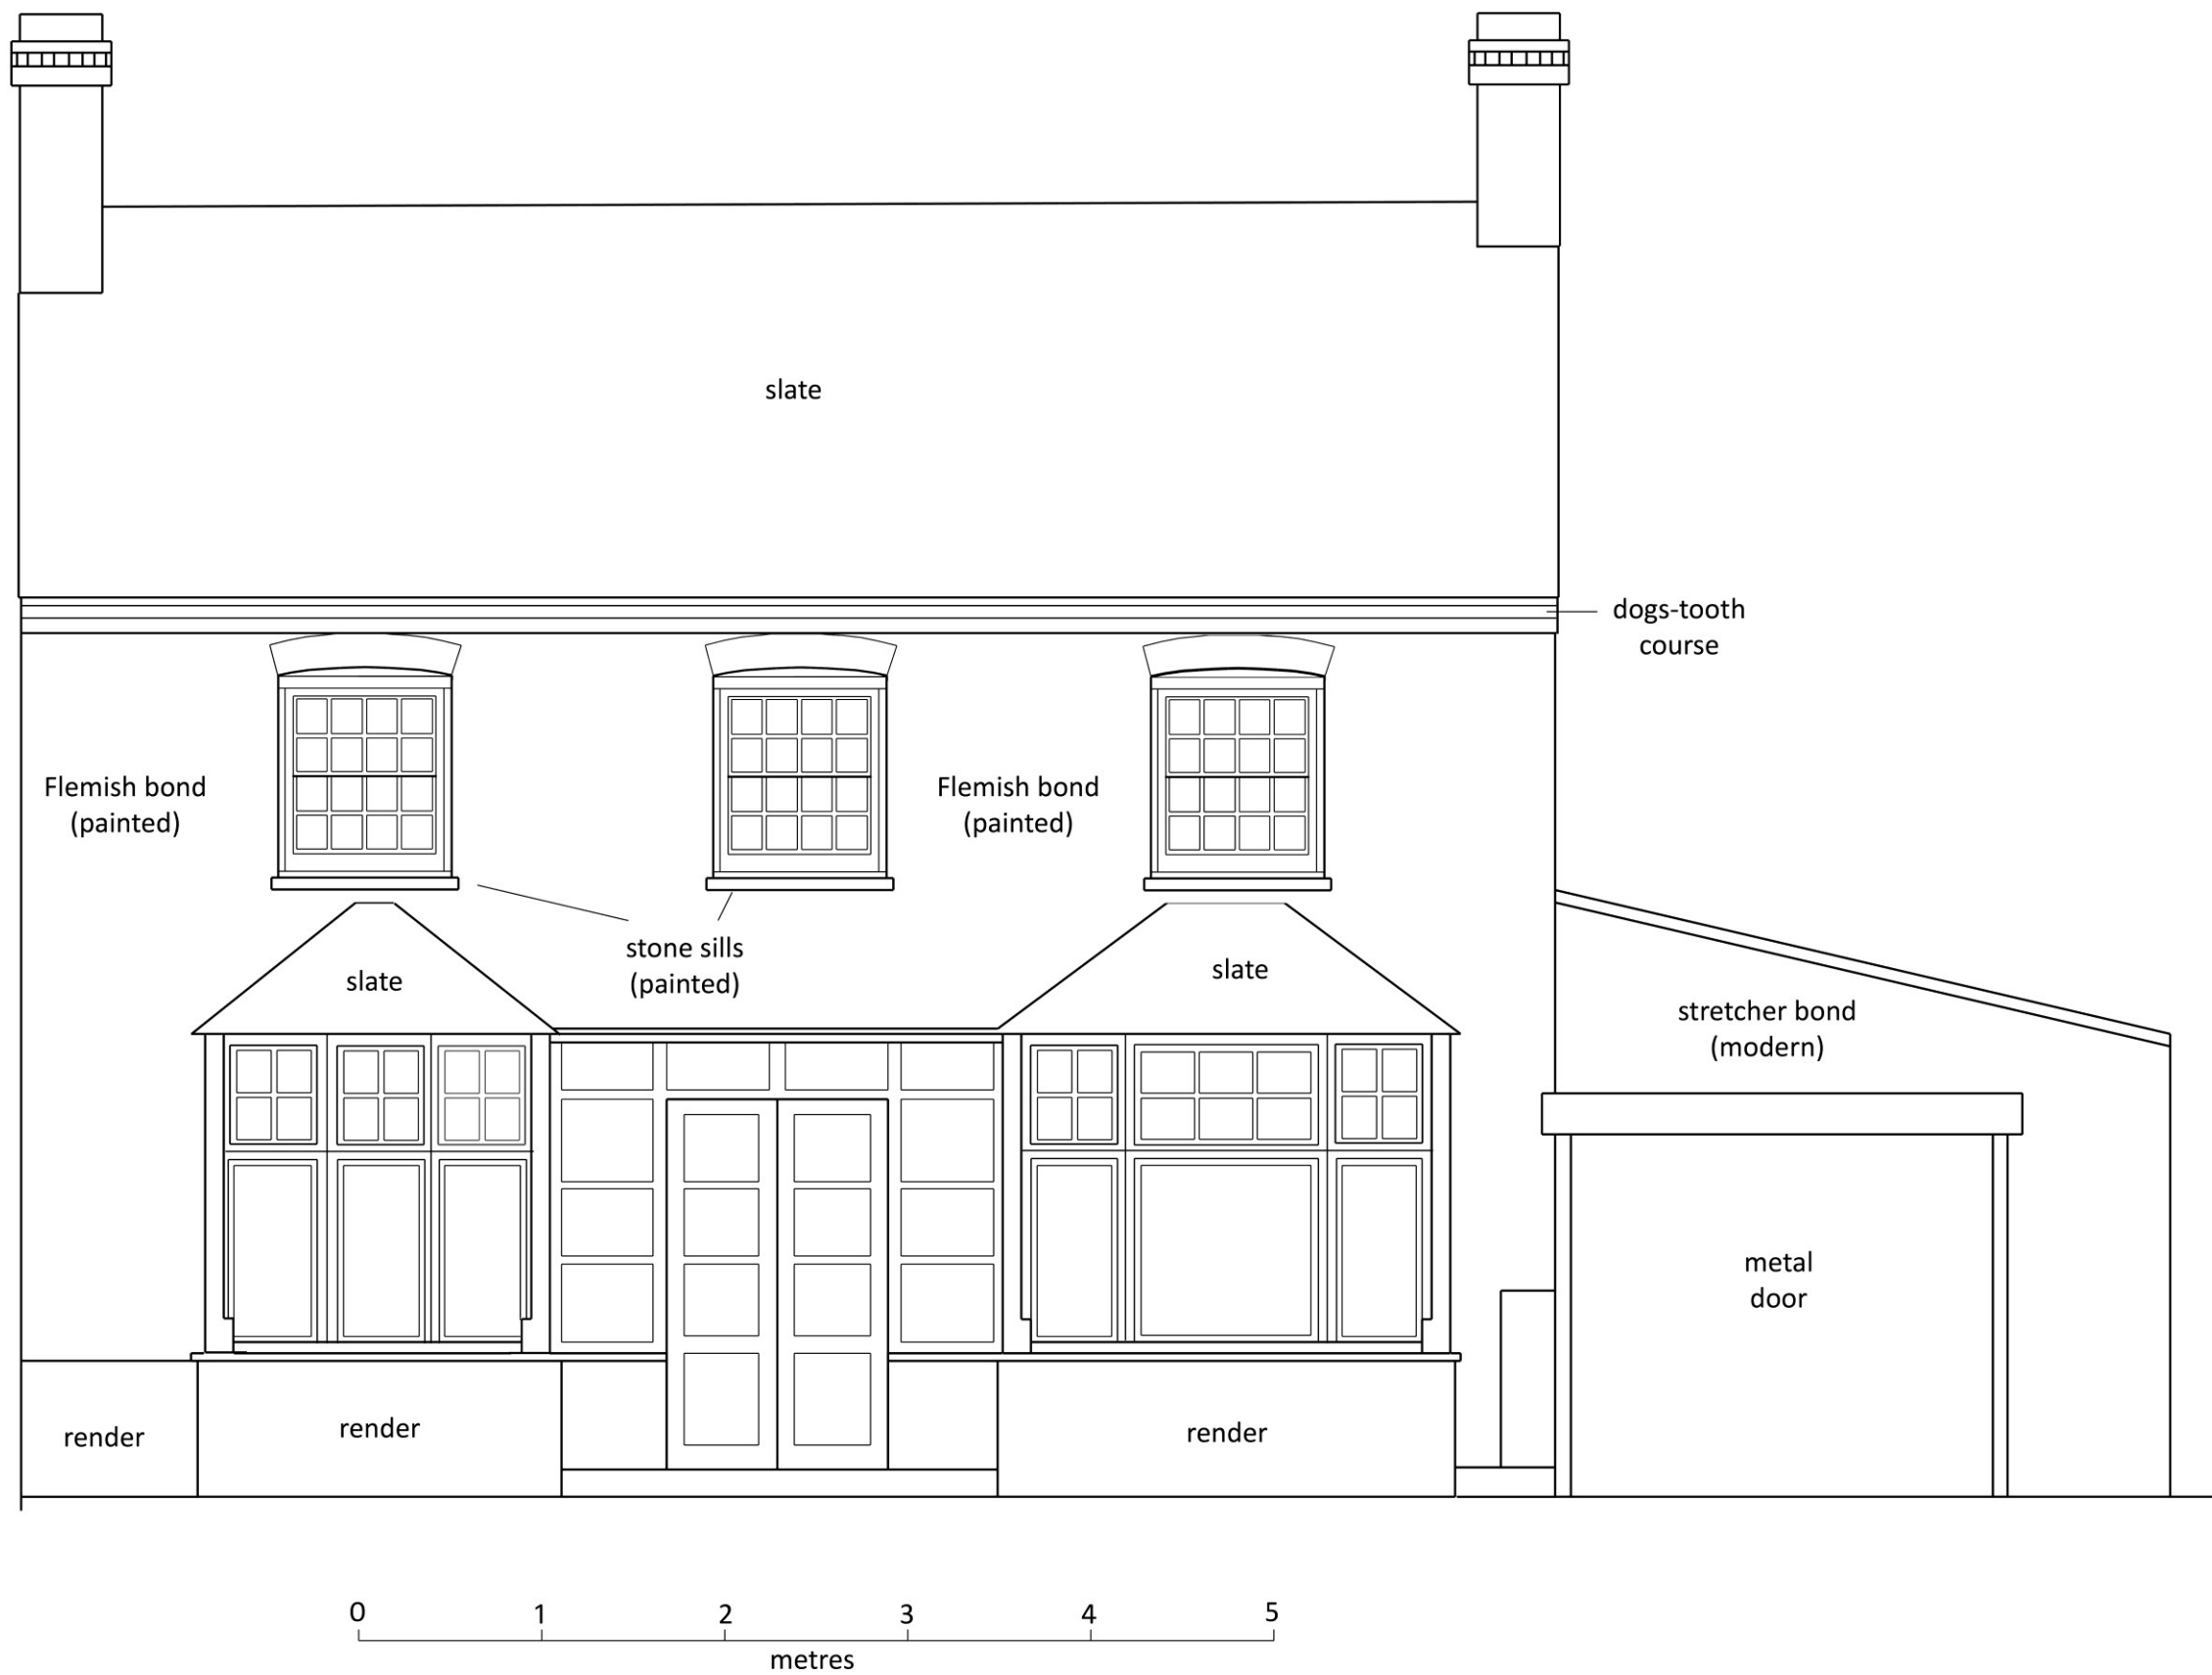 slate
dogs-tooth
course
Flemish bond
(painted)
Flemish bond
(painted)
stone sills
(painted)
slate
slate
stretcher bond
(modern)
metal
door
render
render
render
0 1 2 3 4 5
metres